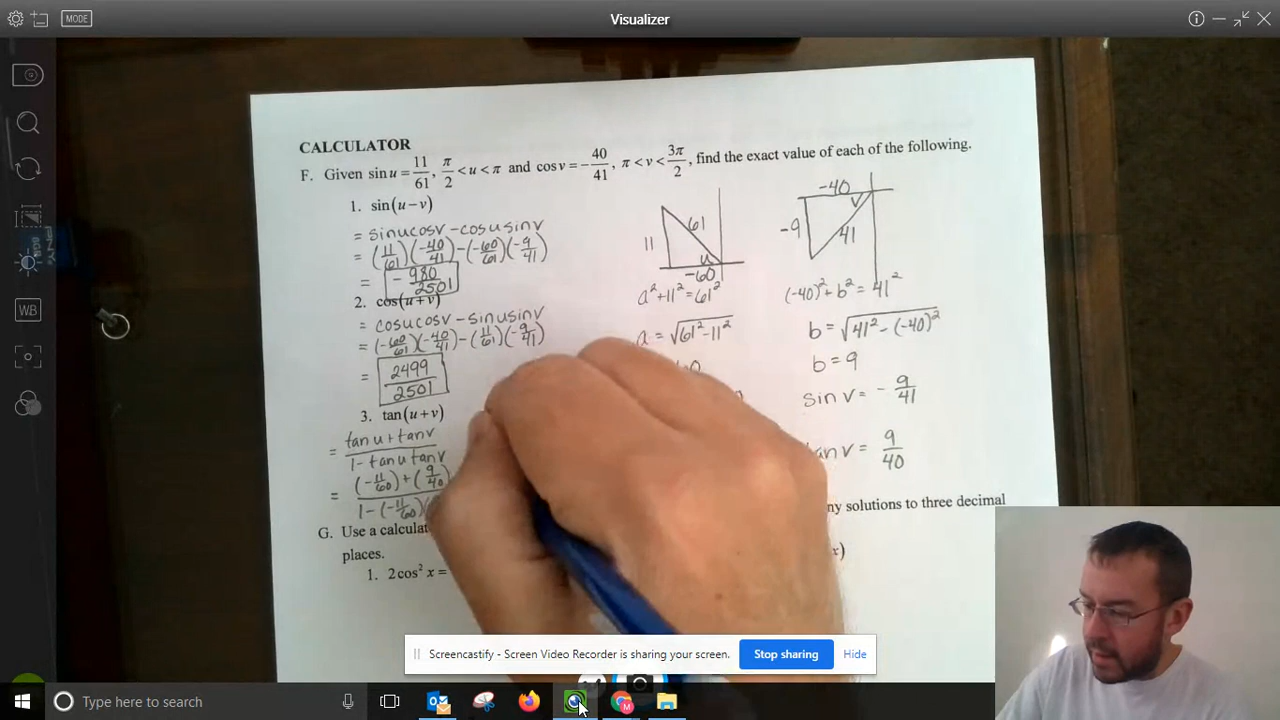 MODE
Visualizer
CALCULATOR
F. Given sin u = 11/61, π/2 < u < π and cos v = −40/41, π < v < 3π/2, find the exact value of each of the following.
1. sin(u−v)
= sinucosv − cosusinv
= (11/61)(−40/41) − (−60/61)(−9/41)
= −980/2501
2. cos(u+v)
= cosucosv − sinusinv
= (−60/61)(−40/41) − (11/61)(−9/41)
= 2499/2501
3. tan(u+v)
= tanu + tanv / 1 − tanu tanv
= (−11/60) + (9/40) / 1 − (−11/60)(
61
11
u
−60
a² + 11² = 61²
a = √61² − 11²
−40
v
−9
41
(−40)² + b² = 41²
b = √41² − (−40)²
b = 9
sin v = −9/41
tan v = 9/40
G. Use a calculat
ny solutions to three decimal
places.
1. 2cos² x =
x)
WB
Screencastify - Screen Video Recorder is sharing your screen.
Stop sharing
Hide
Type here to search